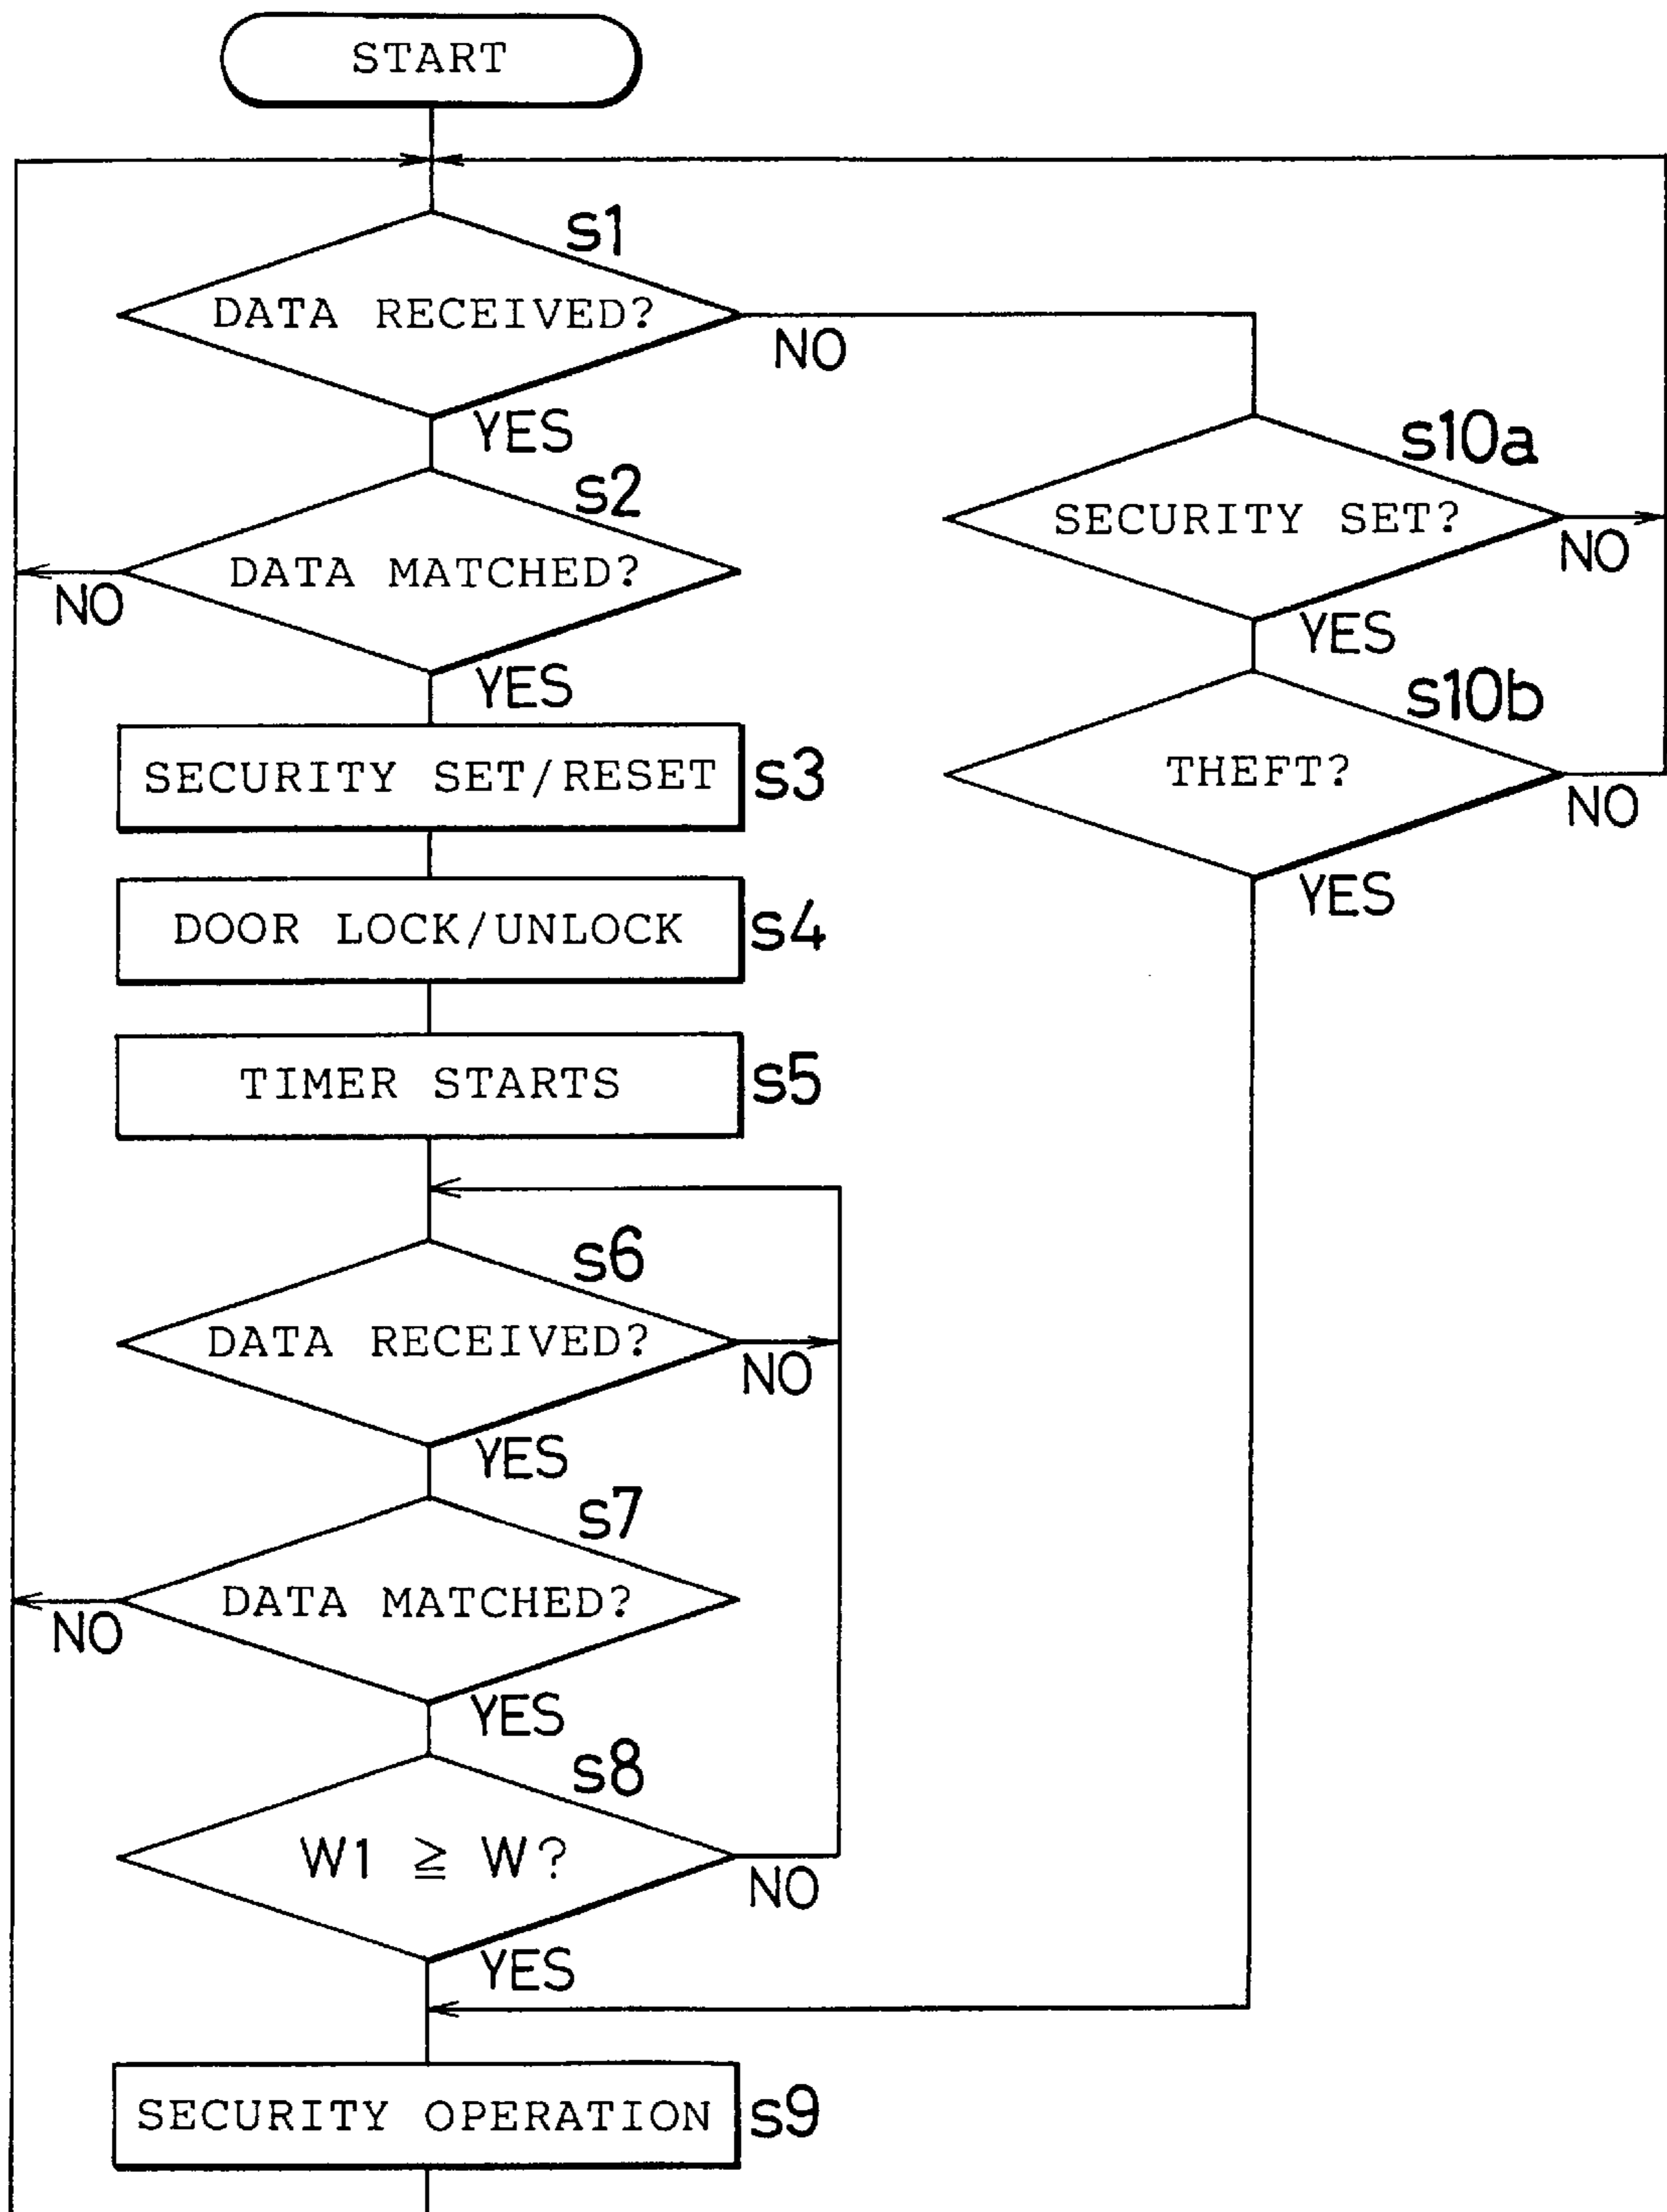 START
s1
DATA RECEIVED?
NO
YES
s2
DATA MATCHED?
NO
YES
SECURITY SET/RESET s3
DOOR LOCK/UNLOCK s4
TIMER STARTS s5
s6
DATA RECEIVED?
NO
YES
s7
DATA MATCHED?
NO
YES
s8
W1 ≧ W?
NO
YES
SECURITY OPERATION s9
s10a
SECURITY SET?
NO
YES
s10b
THEFT?
NO
YES